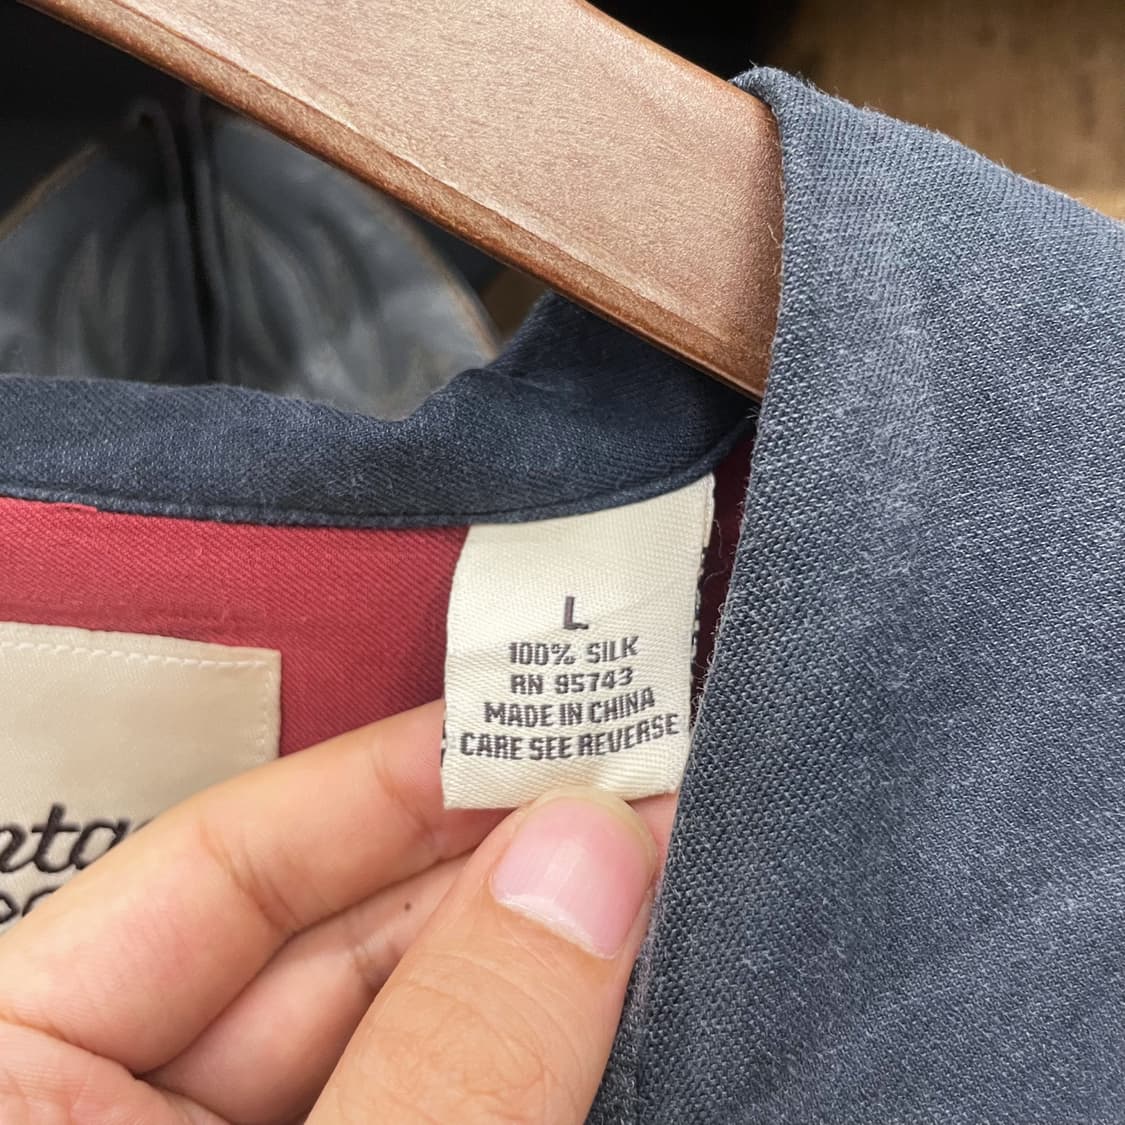 L
100% SILK
RN 95743
MADE IN CHINA
CARE SEE REVERSE